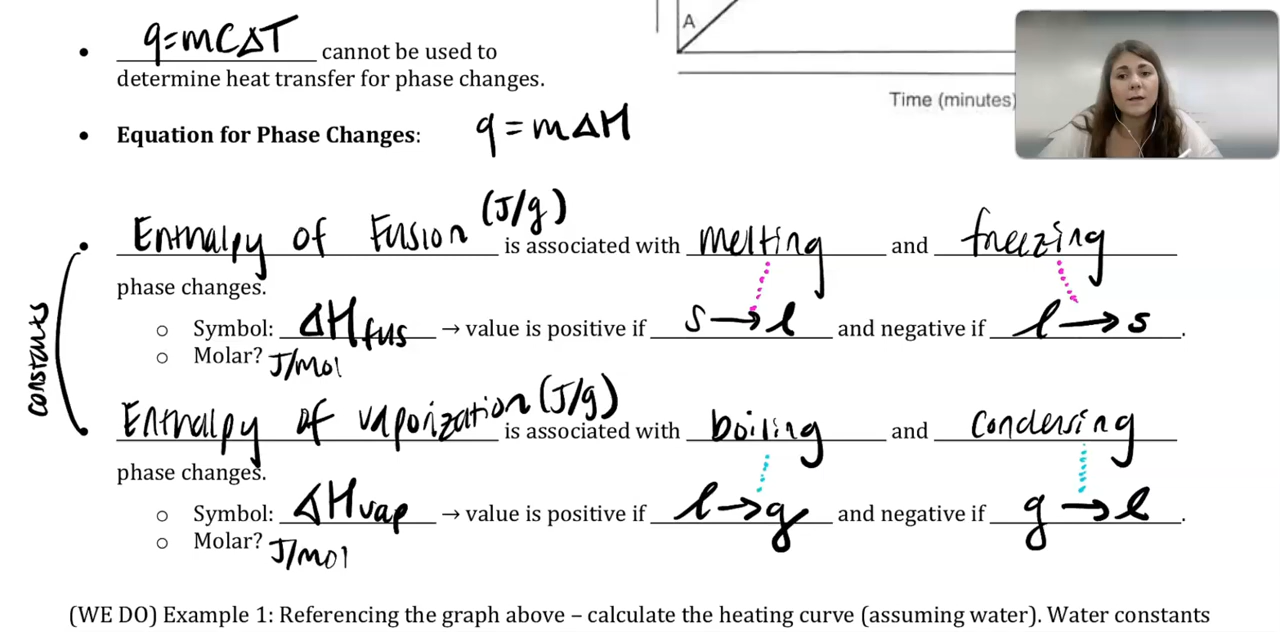 A
• q=mCΔT cannot be used to
determine heat transfer for phase changes.
Time (minutes)
• Equation for Phase Changes: q = mΔH
• Enthalpy of Fusion (J/g) is associated with melting and freezing
phase changes.
○ Symbol: ΔHfus → value is positive if s → l and negative if l → s.
○ Molar? J/mol
constants
• Enthalpy of vaporization (J/g) is associated with boiling and condensing
phase changes.
○ Symbol: ΔHvap → value is positive if l → g and negative if g → l.
○ Molar? J/mol
(WE DO) Example 1: Referencing the graph above – calculate the heating curve (assuming water). Water constants